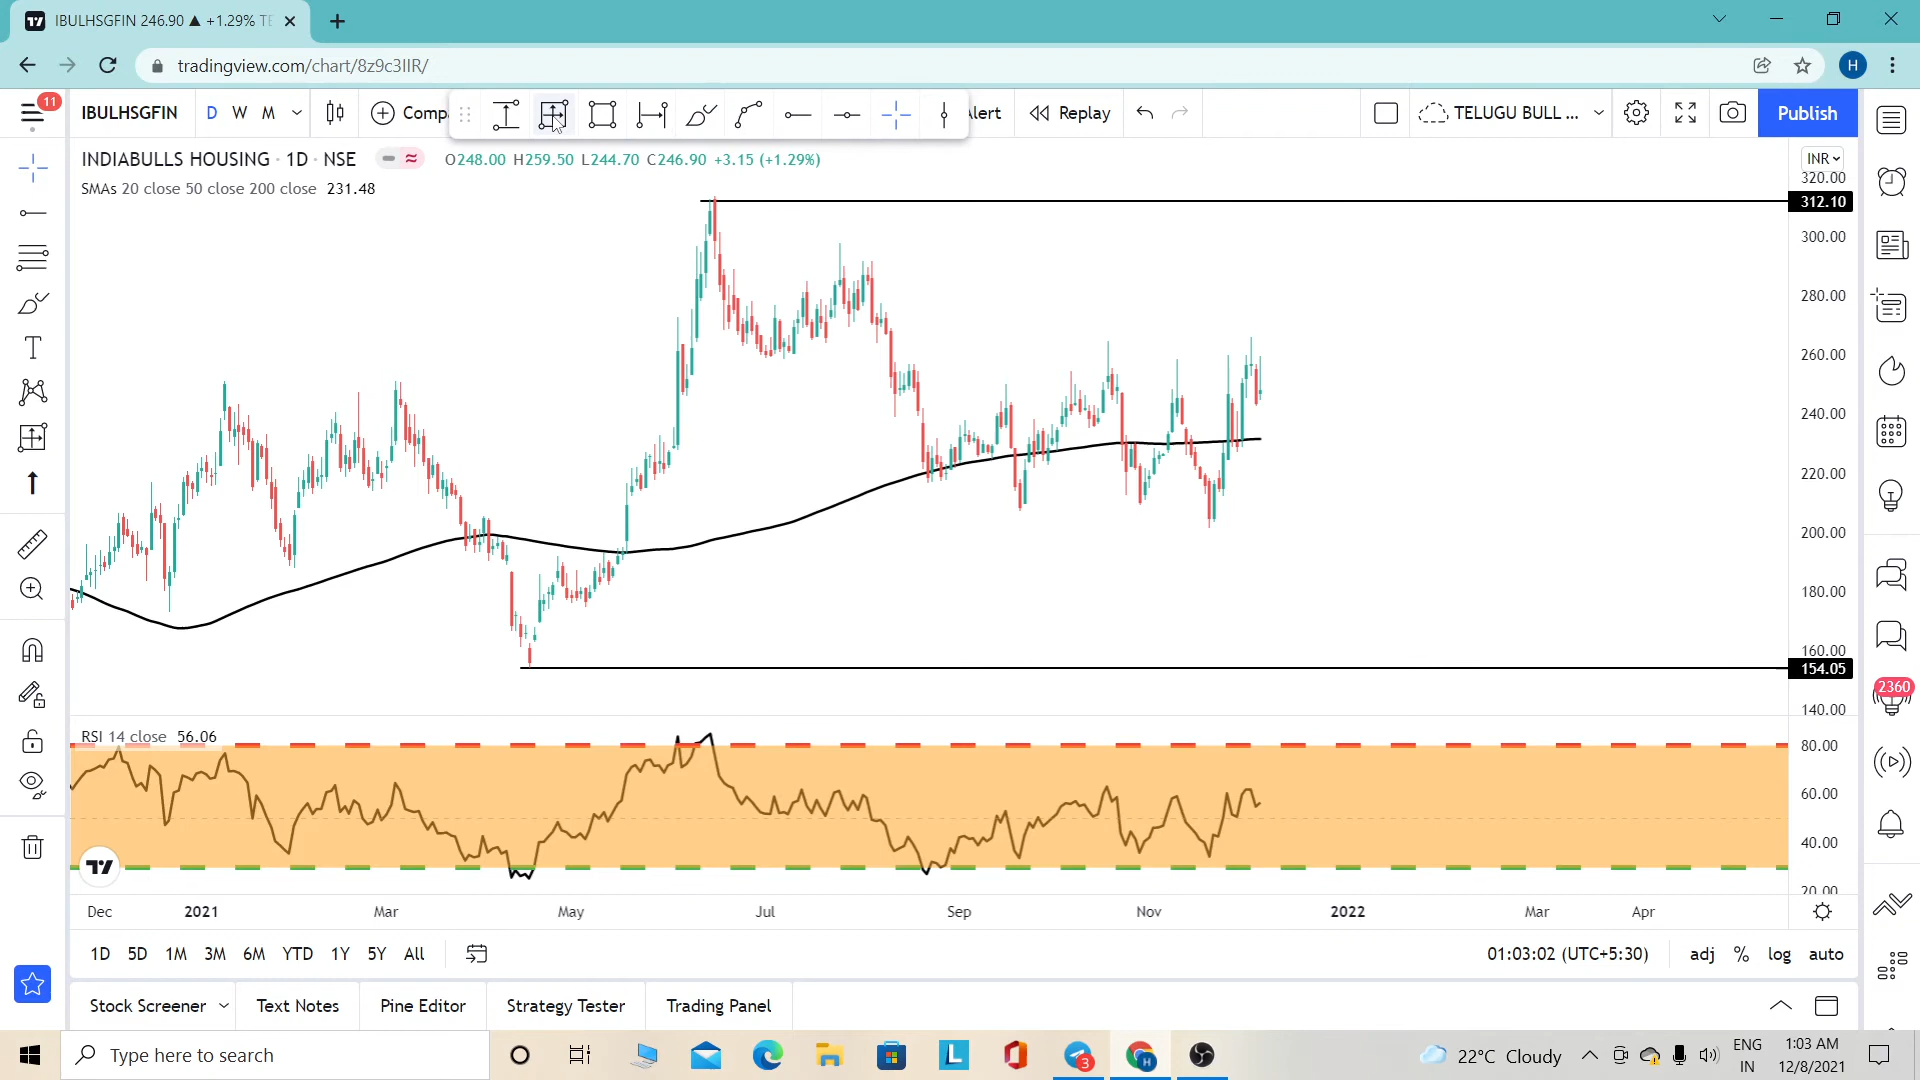 IBULHSGFIN 246.90 ▲ +1.29% TE
tradingview.com/chart/8z9c3IIR/
11
IBULHSGFIN D W M Comp Alert Replay TELUGU BULL ... Publish
INDIABULLS HOUSING · 1D · NSE O248.00 H259.50 L244.70 C246.90 +3.15 (+1.29%)
SMAs 20 close 50 close 200 close 231.48
INR
320.00
312.10
300.00
280.00
260.00
240.00
220.00
200.00
180.00
160.00
154.05
140.00
2360
RSI 14 close 56.06
80.00
60.00
40.00
20.00
Dec 2021 Mar May Jul Sep Nov 2022 Mar Apr
1D 5D 1M 3M 6M YTD 1Y 5Y All 01:03:02 (UTC+5:30) adj % log auto
Stock Screener Text Notes Pine Editor Strategy Tester Trading Panel
Type here to search L 3 H 22°C Cloudy ENG IN 1:03 AM 12/8/2021